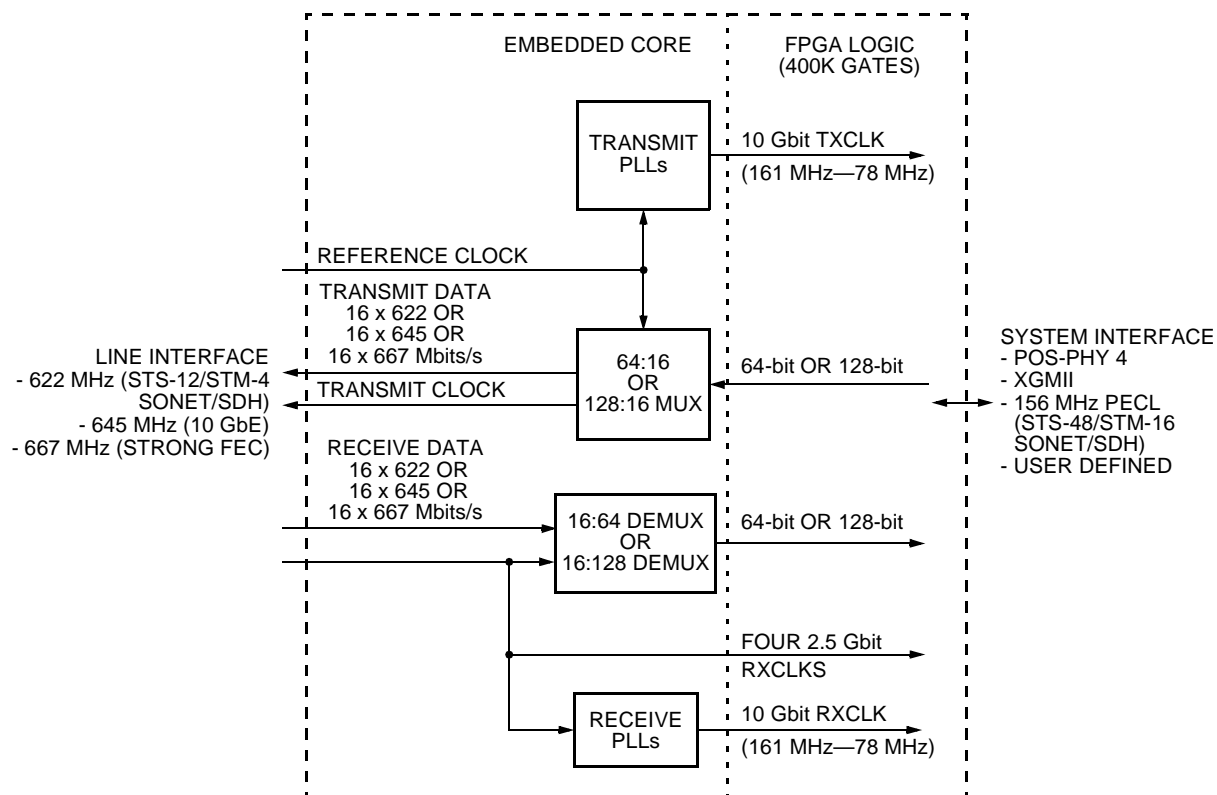 EMBEDDED CORE
FPGA LOGIC
(400K GATES)
TRANSMIT
PLLs
10 Gbit TXCLK
(161 MHz—78 MHz)
REFERENCE CLOCK
TRANSMIT DATA
16 x 622 OR
16 x 645 OR
16 x 667 Mbits/s
LINE INTERFACE
- 622 MHz (STS-12/STM-4
SONET/SDH)
- 645 MHz (10 GbE)
- 667 MHz (STRONG FEC)
TRANSMIT CLOCK
64:16
OR
128:16 MUX
64-bit OR 128-bit
SYSTEM INTERFACE
- POS-PHY 4
- XGMII
- 156 MHz PECL
(STS-48/STM-16
SONET/SDH)
- USER DEFINED
RECEIVE DATA
16 x 622 OR
16 x 645 OR
16 x 667 Mbits/s
16:64 DEMUX
OR
16:128 DEMUX
64-bit OR 128-bit
FOUR 2.5 Gbit
RXCLKS
RECEIVE
PLLs
10 Gbit RXCLK
(161 MHz—78 MHz)